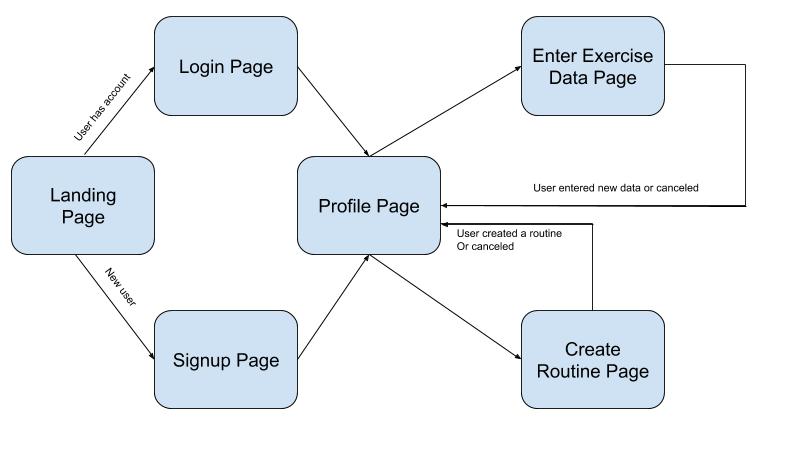 Login Page
Enter Exercise
Data Page
User has account
Landing
Page
Profile Page
User entered new data or canceled
User created a routine
Or canceled
New user
Signup Page
Create
Routine Page